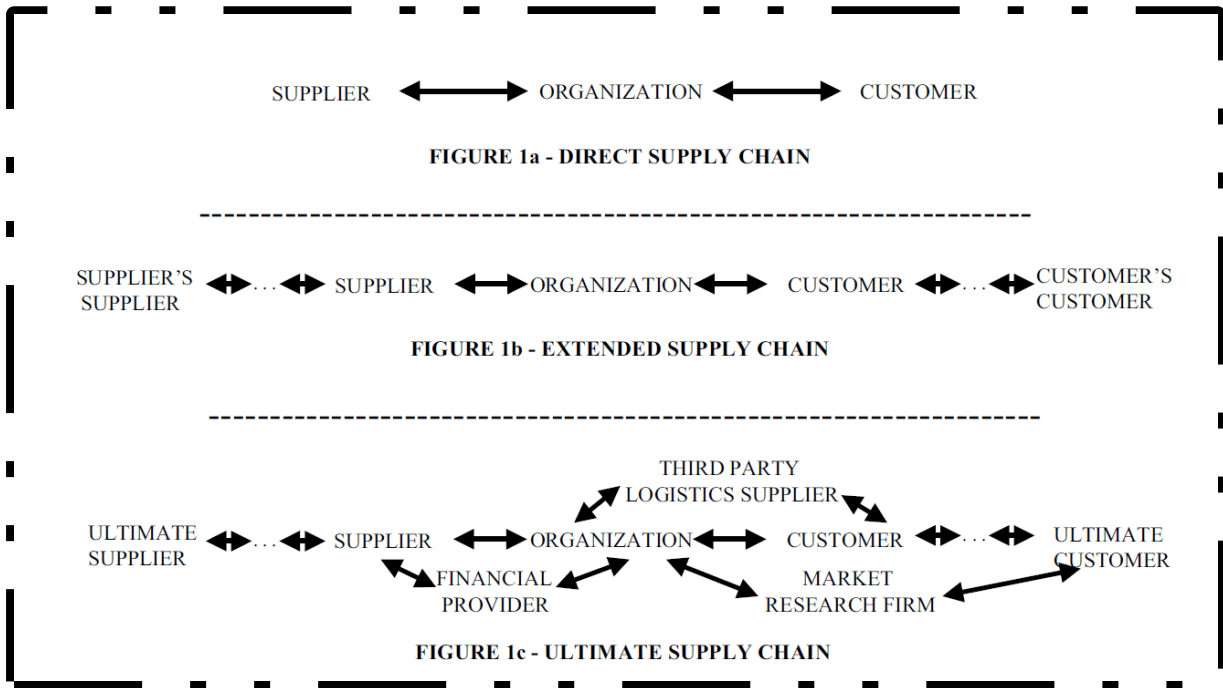 SUPPLIER ORGANIZATION CUSTOMER
FIGURE 1a - DIRECT SUPPLY CHAIN
SUPPLIER’S
SUPPLIER
. . .
SUPPLIER
ORGANIZATION
CUSTOMER
. . .
CUSTOMER’S
CUSTOMER
FIGURE 1b - EXTENDED SUPPLY CHAIN
THIRD PARTY
LOGISTICS SUPPLIER
ULTIMATE
SUPPLIER
. . .
SUPPLIER
ORGANIZATION
CUSTOMER
. . .
ULTIMATE
CUSTOMER
FINANCIAL
PROVIDER
MARKET
RESEARCH FIRM
FIGURE 1c - ULTIMATE SUPPLY CHAIN